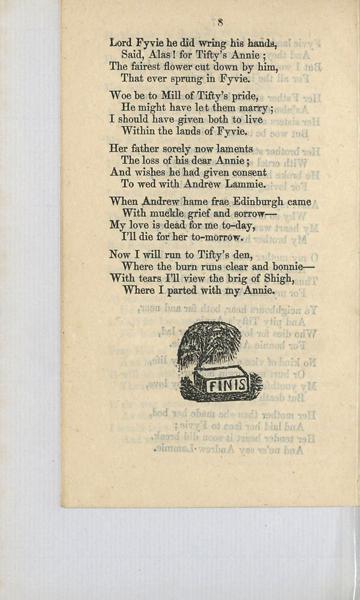 8
Lord Fyvie he did wring his hands,
Said, Alas! for Tifty's Annie;
The fairest flower cut down by him,
That ever sprung in Fyvie.
Woe be to Mill of Tifty's pride,
He might have let them marry;
I should have given both to live
Within the lands of Fyvie.
Her father sorely now laments
The loss of his dear Annie;
And wishes he had given consent
To wed with Andrew Lammie.
When Andrew hame frae Edinburgh came
With muckle grief and sorrow—
My love is dead for me to-day,
I'll die for her to-morrow.
Now I will run to Tifty's den,
Where the burn runs clear and bonnie—
With tears I'll view the brig of Shigh,
Where I parted with my Annie.
FINIS